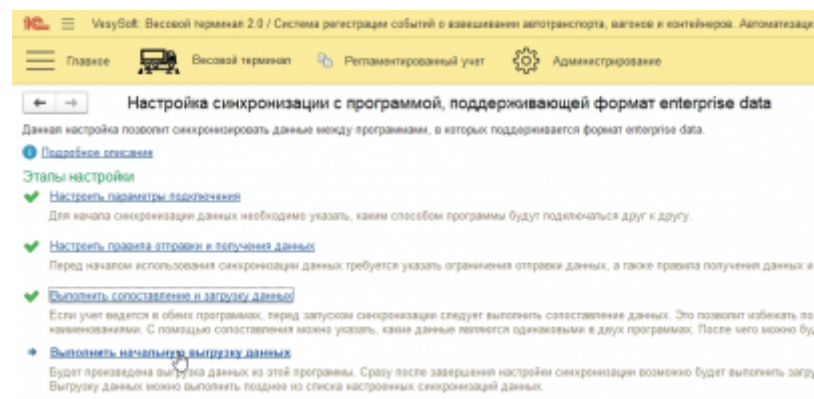 1С VesySoft: Весовой терминал 2.0 / Система регистрации событий о взвешивании автотранспорта, вагонов и контейнеров. Автоматизаци
Главное Весовой терминал Регламентированный учет Администрирование
Настройка синхронизации с программой, поддерживающей формат enterprise data
Данная настройка позволит синхронизировать данные между программами, в которых поддерживается формат enterprise data.
Подробное описание
Этапы настройки
Настроить параметры подключения
Для начала синхронизации данных необходимо указать, каким способом программы будут подключаться друг к другу.
Настроить правила отправки и получения данных
Перед началом использования синхронизации данных требуется указать ограничения отправки данных, а также правила получения данных и
Выполнить сопоставление и загрузку данных
Если учет ведется в обеих программах, перед запуском синхронизации следует выполнить сопоставление данных. Это позволит избежать по
наименованиями. С помощью сопоставления можно указать, какие данные являются одинаковыми в двух программах. После чего можно бу
Выполнить начальную выгрузку данных
Будет произведена выгрузка данных из этой программы. Сразу после завершения настройки синхронизации возможно будет выполнить загру
Выгрузку данных можно выполнить позднее из списка настроенных синхронизаций данных.